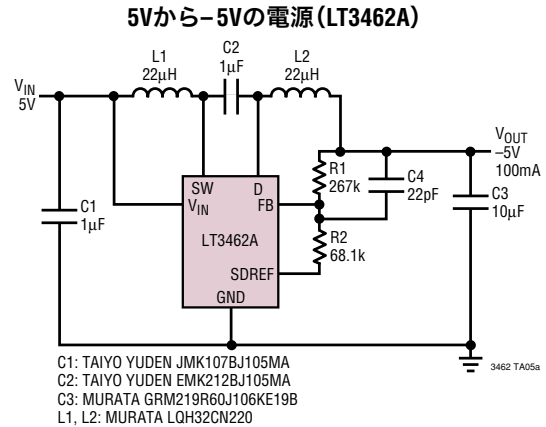 5Vから–5Vの電源（LT3462A）
L1
22µH
C2
1µF
L2
22µH
VIN
5V
VOUT
–5V
100mA
SW
D
VIN
FB
LT3462A
SDREF
GND
R1
267k
R2
68.1k
C4
22pF
C3
10µF
C1
1µF
3462 TA05a
C1: TAIYO YUDEN JMK107BJ105MA
C2: TAIYO YUDEN EMK212BJ105MA
C3: MURATA GRM219R60J106KE19B
L1, L2: MURATA LQH32CN220